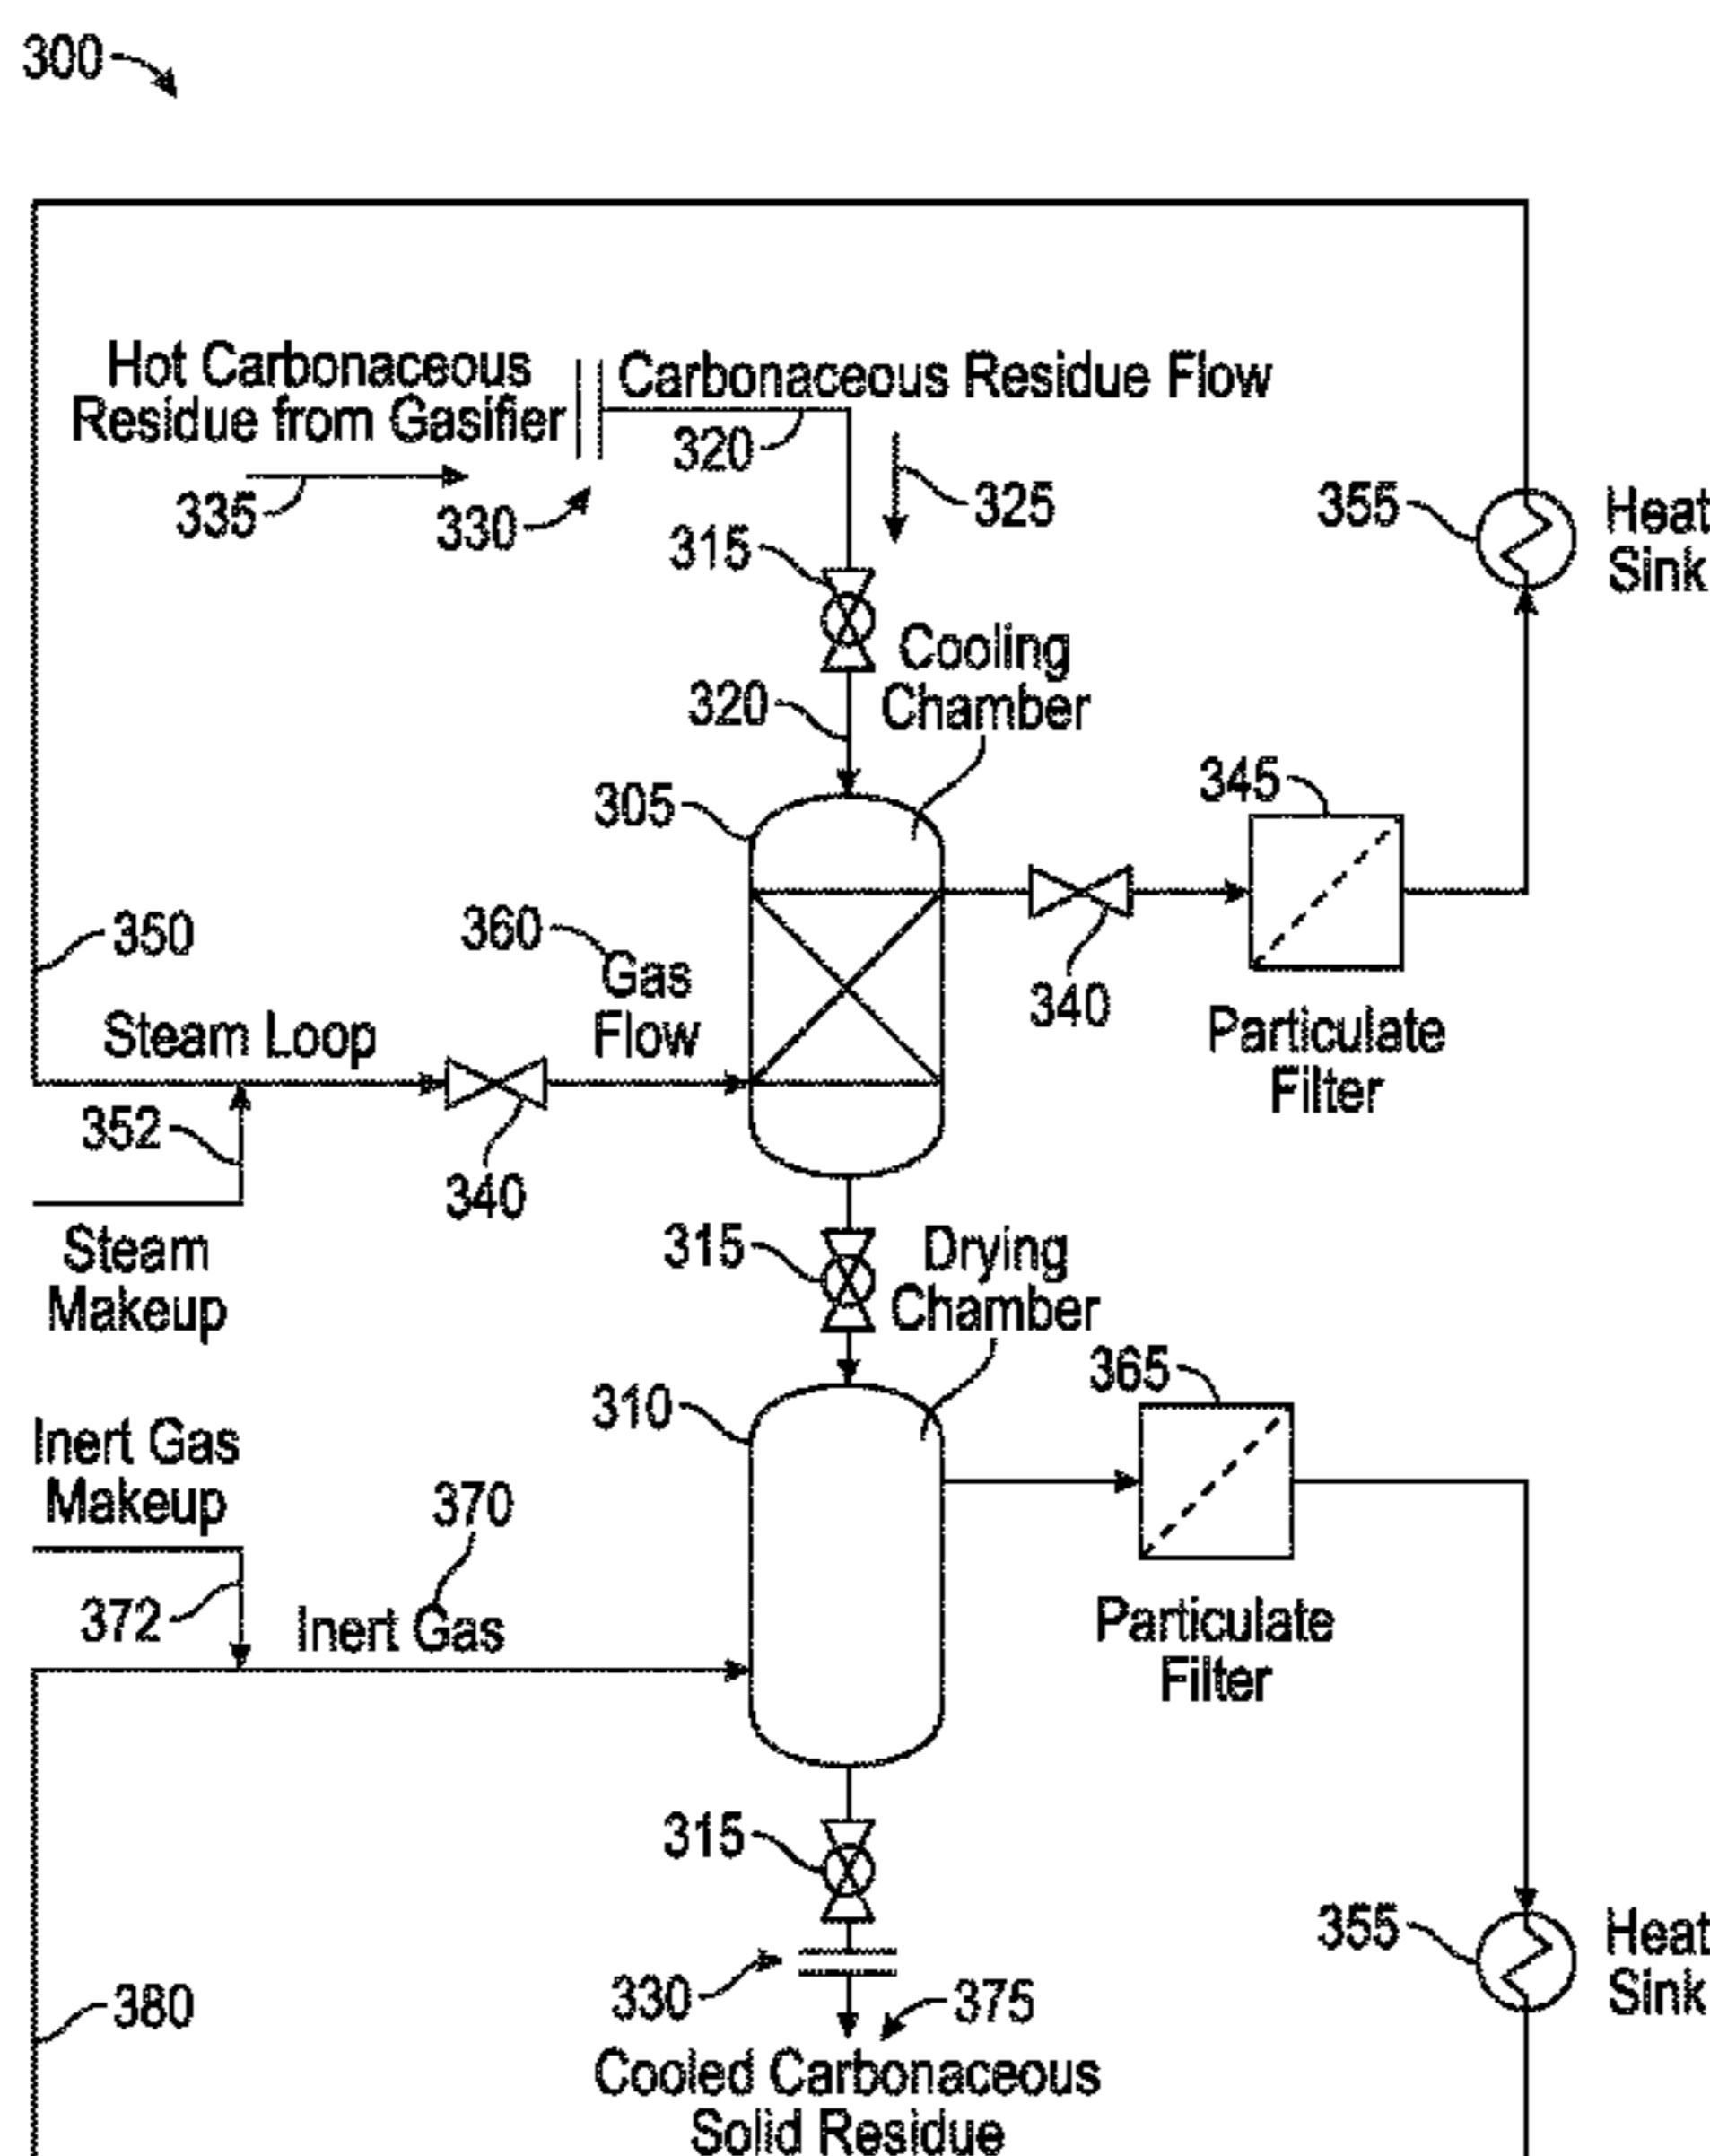 300
Hot Carbonaceous
Residue from Gasifier
335
330
Carbonaceous Residue Flow
320
325
315
355
Heat
Sink
Cooling
Chamber
320
305
345
350
360
Gas
Flow
340
Particulate
Filter
Steam Loop
352
340
Steam
Makeup
315
Drying
Chamber
310
365
Inert Gas
Makeup
370
372
Inert Gas
Particulate
Filter
315
355
Heat
Sink
330
375
380
Cooled Carbonaceous
Solid Residue